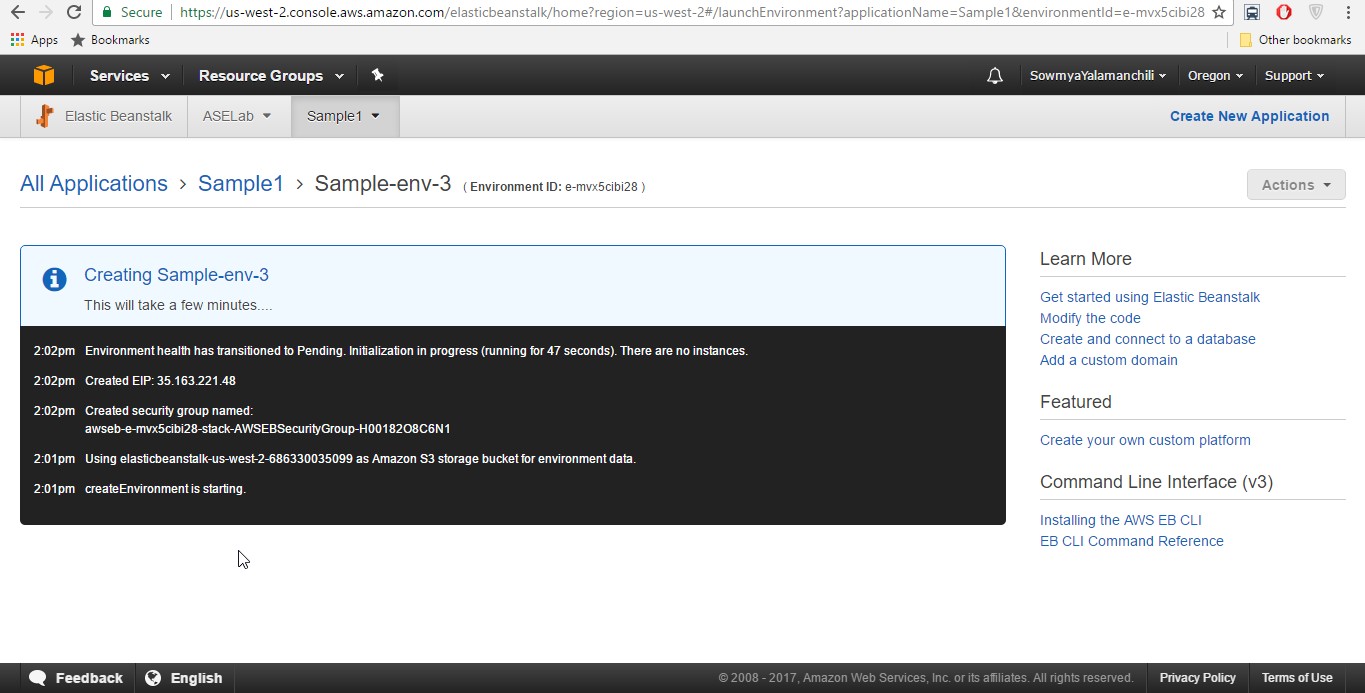 Secure https://us-west-2.console.aws.amazon.com/elasticbeanstalk/home?region=us-west-2#/launchEnvironment?applicationName=Sample1&environmentId=e-mvx5cibi28
Apps Bookmarks Other bookmarks
Services Resource Groups SowmyaYalamanchili Oregon Support
Elastic Beanstalk ASELab Sample1 Create New Application
All Applications > Sample1 > Sample-env-3 ( Environment ID: e-mvx5cibi28 ) Actions
Creating Sample-env-3
This will take a few minutes....
2:02pm Environment health has transitioned to Pending. Initialization in progress (running for 47 seconds). There are no instances.
2:02pm Created EIP: 35.163.221.48
2:02pm Created security group named:
awseb-e-mvx5cibi28-stack-AWSEBSecurityGroup-H00182O8C6N1
2:01pm Using elasticbeanstalk-us-west-2-686330035099 as Amazon S3 storage bucket for environment data.
2:01pm createEnvironment is starting.
Learn More
Get started using Elastic Beanstalk
Modify the code
Create and connect to a database
Add a custom domain
Featured
Create your own custom platform
Command Line Interface (v3)
Installing the AWS EB CLI
EB CLI Command Reference
Feedback English © 2008 - 2017, Amazon Web Services, Inc. or its affiliates. All rights reserved. Privacy Policy Terms of Use